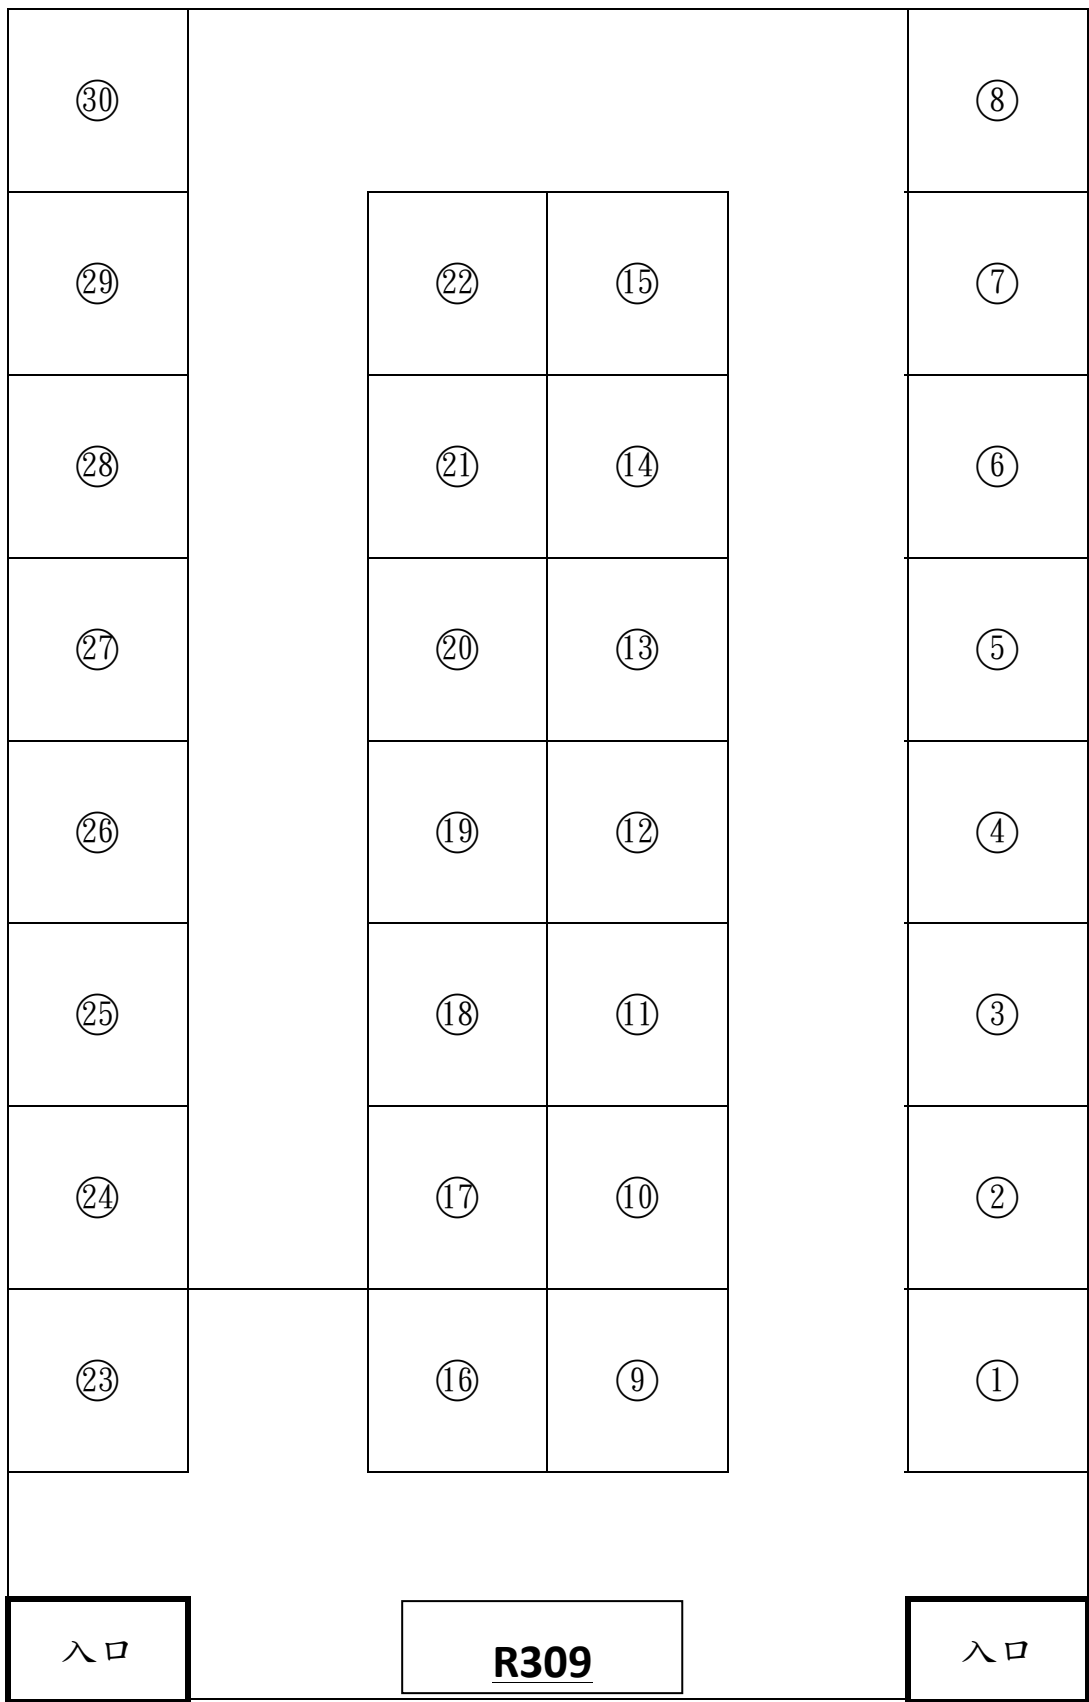 ㉚ ⑧
㉙ ㉒ ⑮ ⑦
㉘ ㉑ ⑭ ⑥
㉗ ⑳ ⑬ ⑤
㉖ ⑲ ⑫ ④
㉕ ⑱ ⑪ ③
㉔ ⑰ ⑩ ②
㉓ ⑯ ⑨ ①
入口 R309 入口